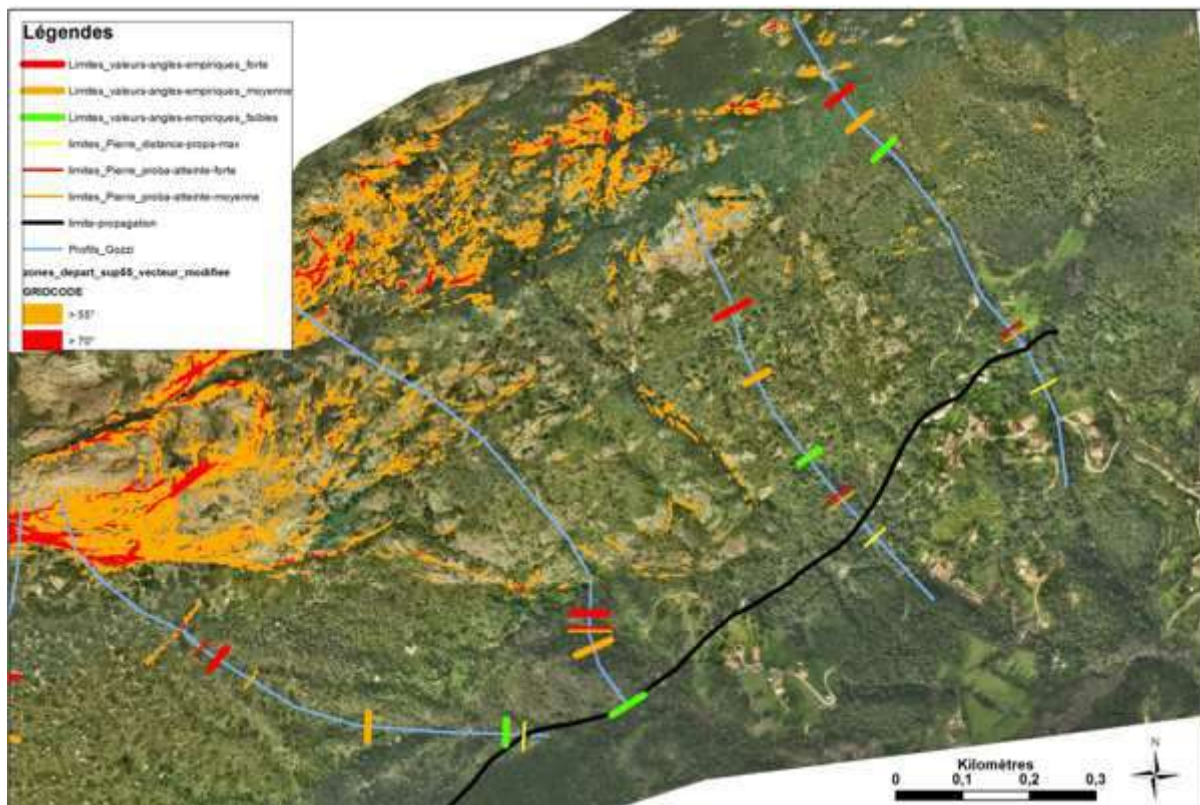 Légendes
Limites_valeurs-angles-empiriques_forte
Limites_valeurs-angles-empiriques_moyenne
Limites_valeurs-angles-empiriques_faibles
limites_Pierre_distance-propa-max
limites_Pierre_proba-atteinte-forte
limites_Pierre_proba-atteinte-moyenne
limite-propagation
Profils_Gozzi
zones_depart_sup55_vecteur_modifiee
GRIDCODE
> 55°
> 70°
N
Kilomètres
0 0,1 0,2 0,3